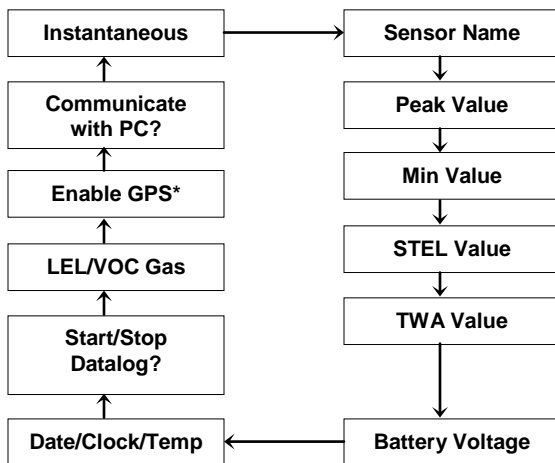 Instantaneous
Sensor Name
Peak Value
Min Value
STEL Value
TWA Value
Battery Voltage
Date/Clock/Temp
Start/Stop
Datalog?
LEL/VOC Gas
Enable GPS*
Communicate
with PC?